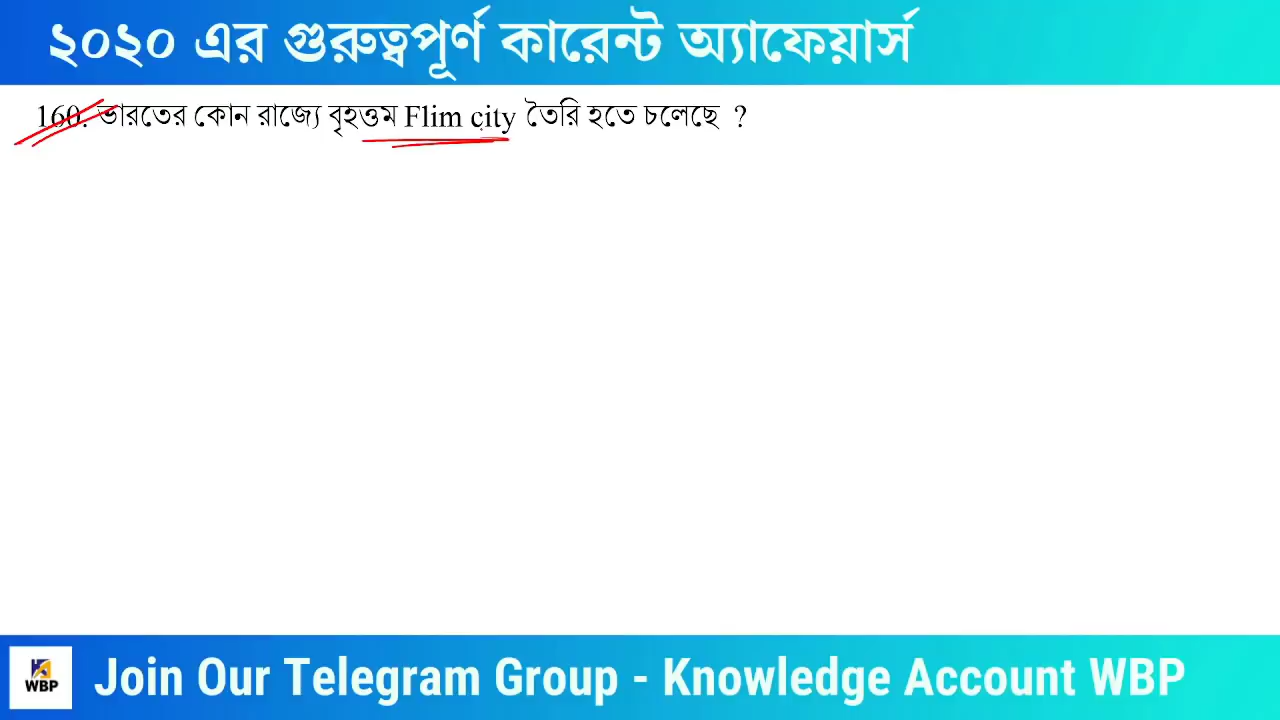 ২০২০ এর গুরুত্বপূর্ণ কারেন্ট অ্যাফেয়ার্স
160. ভারতের কোন রাজ্যে বৃহত্তম Flim city তৈরি হতে চলেছে ?
WBP
Join Our Telegram Group - Knowledge Account WBP